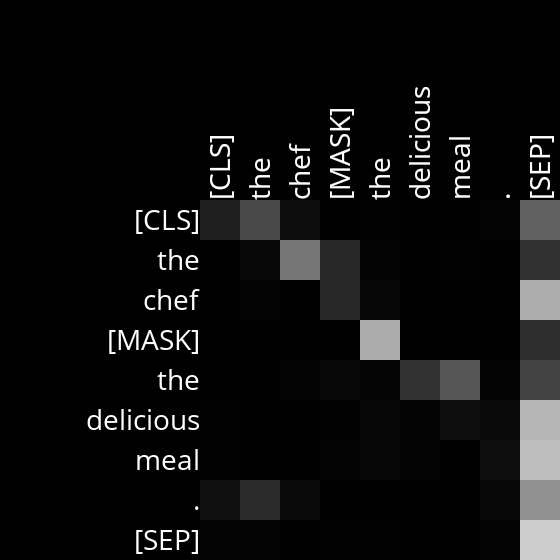 [CLS]
the
chef
[MASK]
the
delicious
meal
.
[SEP]
[CLS]
the
chef
[MASK]
the
delicious
meal
.
[SEP]